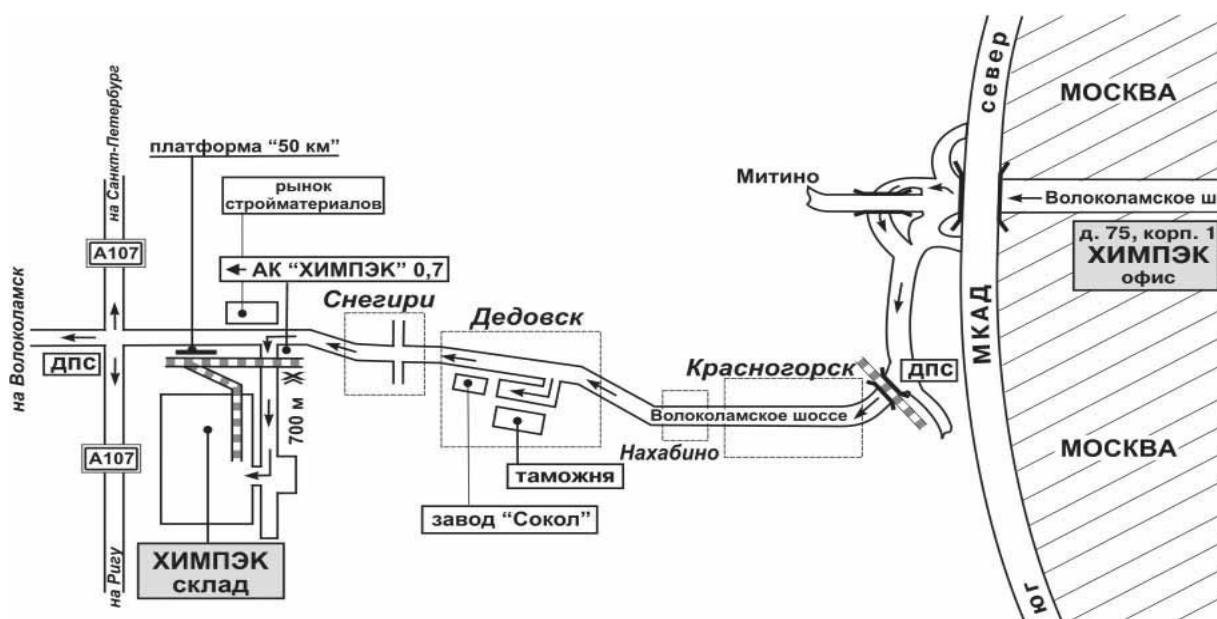 на Санкт-Петербург
платформа “50 км”
рынок
стройматериалов
А107
АК “ХИМПЭК” 0,7
Снегири
Дедовск
на Волоколамск
ДПС
700 м
А107
на Ригу
ХИМПЭК
склад
завод “Сокол”
таможня
Нахабино
Волоколамское шоссе
Красногорск
ДПС
Митино
север
МКАД
юг
МОСКВА
Волоколамское ш
д. 75, корп. 1
ХИМПЭК
офис
МОСКВА